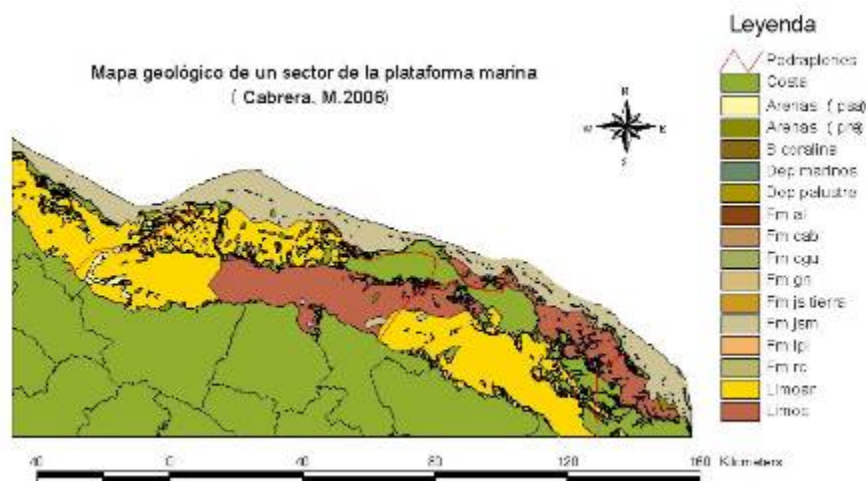 Leyenda
Mapa geológico de un sector de la plataforma marina
( Cabrera. M.2006)
N
W E
S
Pedraplenes
Costa
Arenas ( psa)
Arenas ( pre)
B coralina
Dep marinos
Dep palustre
Fm al
Fm cab
Fm cgu
Fm gn
Fm js tierra
Fm jsm
Fm lpl
Fm rc
Limoar
Limos
40 0 40 80 120 160 Kilometers